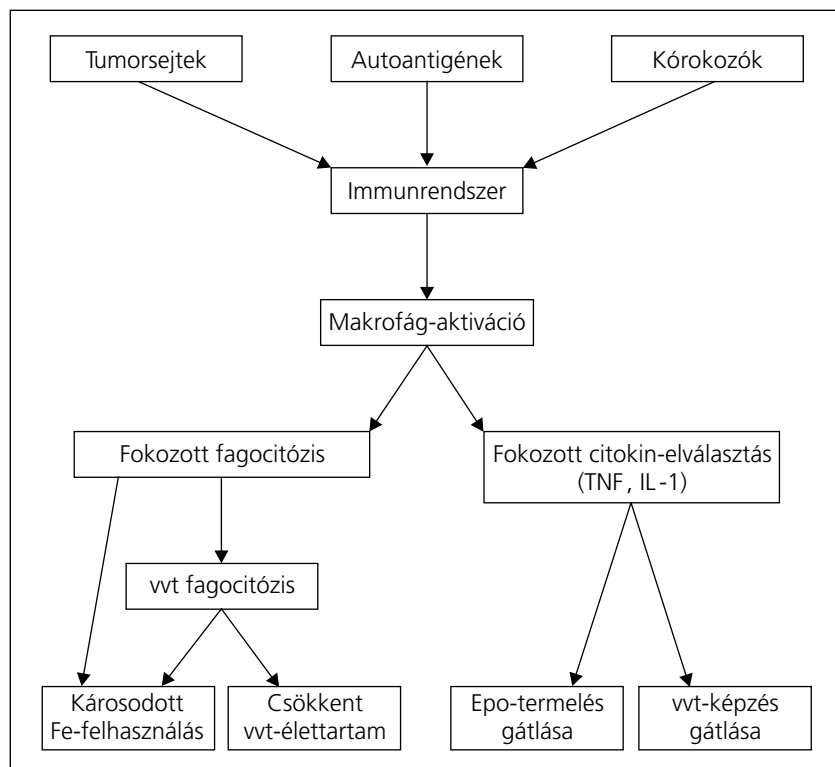 Tumorsejtek
Autoantigének
Kórokozók
Immunrendszer
Makrofág-aktiváció
Fokozott fagocitózis
Fokozott citokin-elválasztás
(TNF, IL-1)
vvt fagocitózis
Károsodott
Fe-felhasználás
Csökkent
vvt-élettartam
Epo-termelés
gátlása
vvt-képzés
gátlása